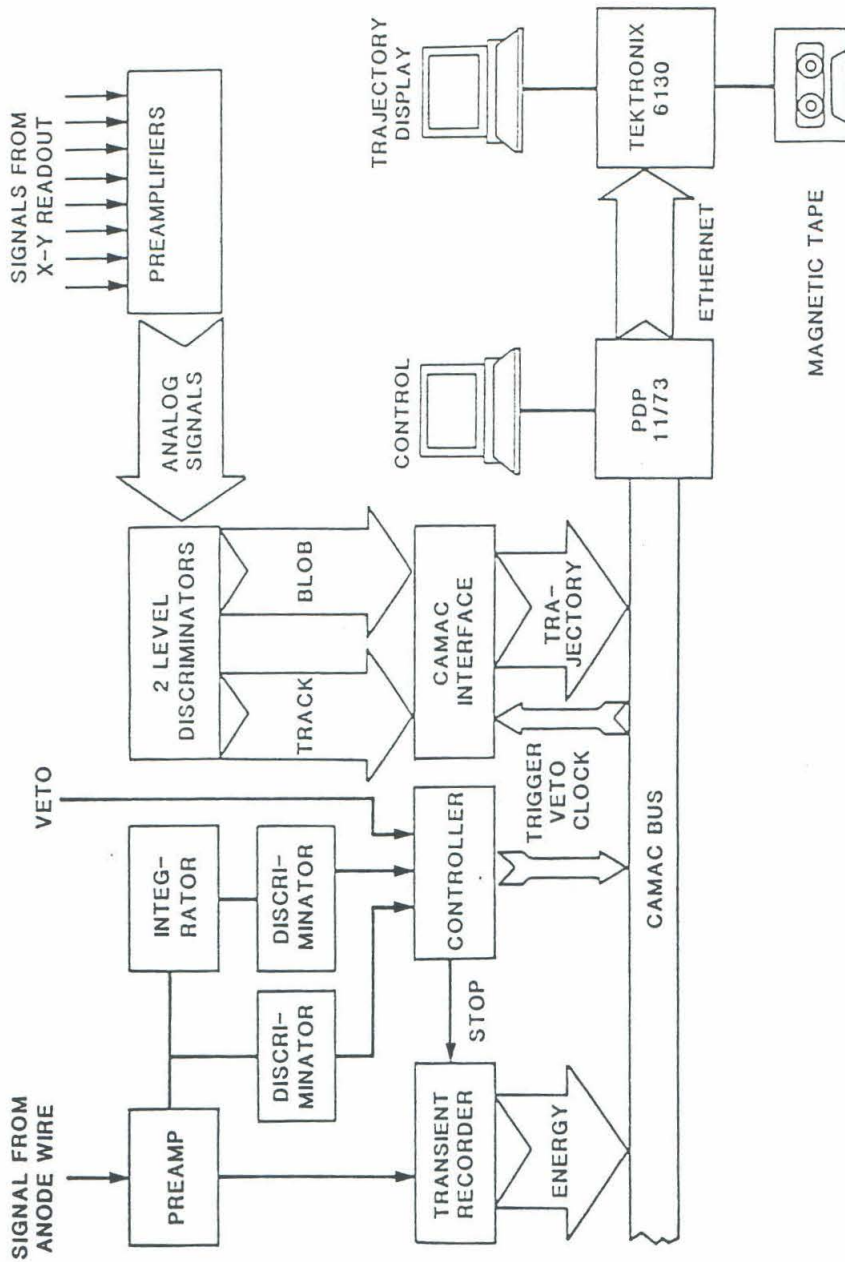 SIGNAL FROM
ANODE WIRE
VETO
SIGNALS FROM
X-Y READOUT
PREAMP
INTEG-
RATOR
2 LEVEL
DISCRIMINATORS
ANALOG
SIGNALS
PREAMPLIFIERS
DISCRI-
MINATOR
DISCRI-
MINATOR
TRACK
BLOB
TRANSIENT
RECORDER
STOP
CONTROLLER
CAMAC
INTERFACE
CONTROL
TRAJECTORY
DISPLAY
ENERGY
TRIGGER
VETO
CLOCK
TRA-
JECTORY
CAMAC BUS
PDP
11/73
ETHERNET
TEKTRONIX
6130
MAGNETIC TAPE